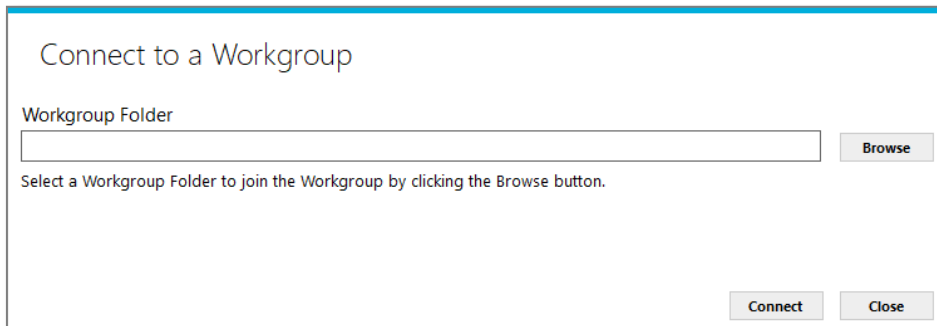 Connect to a Workgroup
Workgroup Folder
Browse
Select a Workgroup Folder to join the Workgroup by clicking the Browse button.
Connect Close